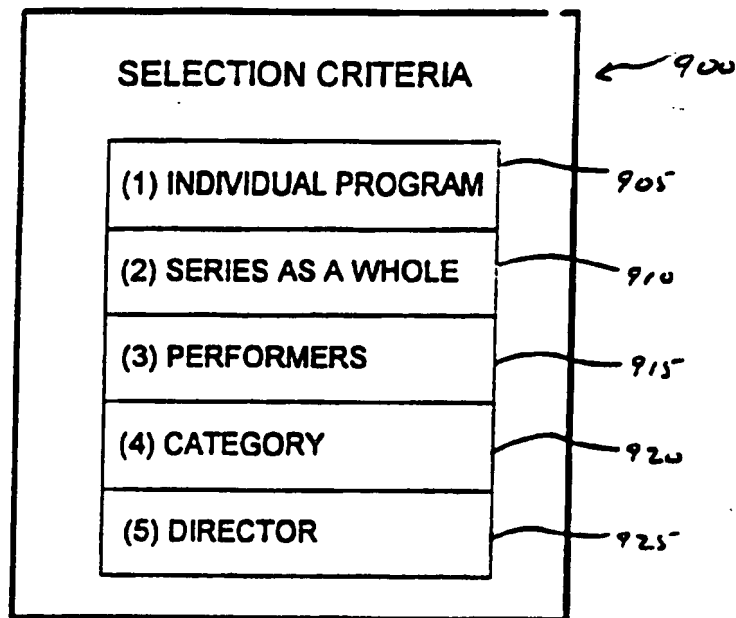 SELECTION CRITERIA
900
(1) INDIVIDUAL PROGRAM
905
(2) SERIES AS A WHOLE
910
(3) PERFORMERS
915
(4) CATEGORY
920
(5) DIRECTOR
925